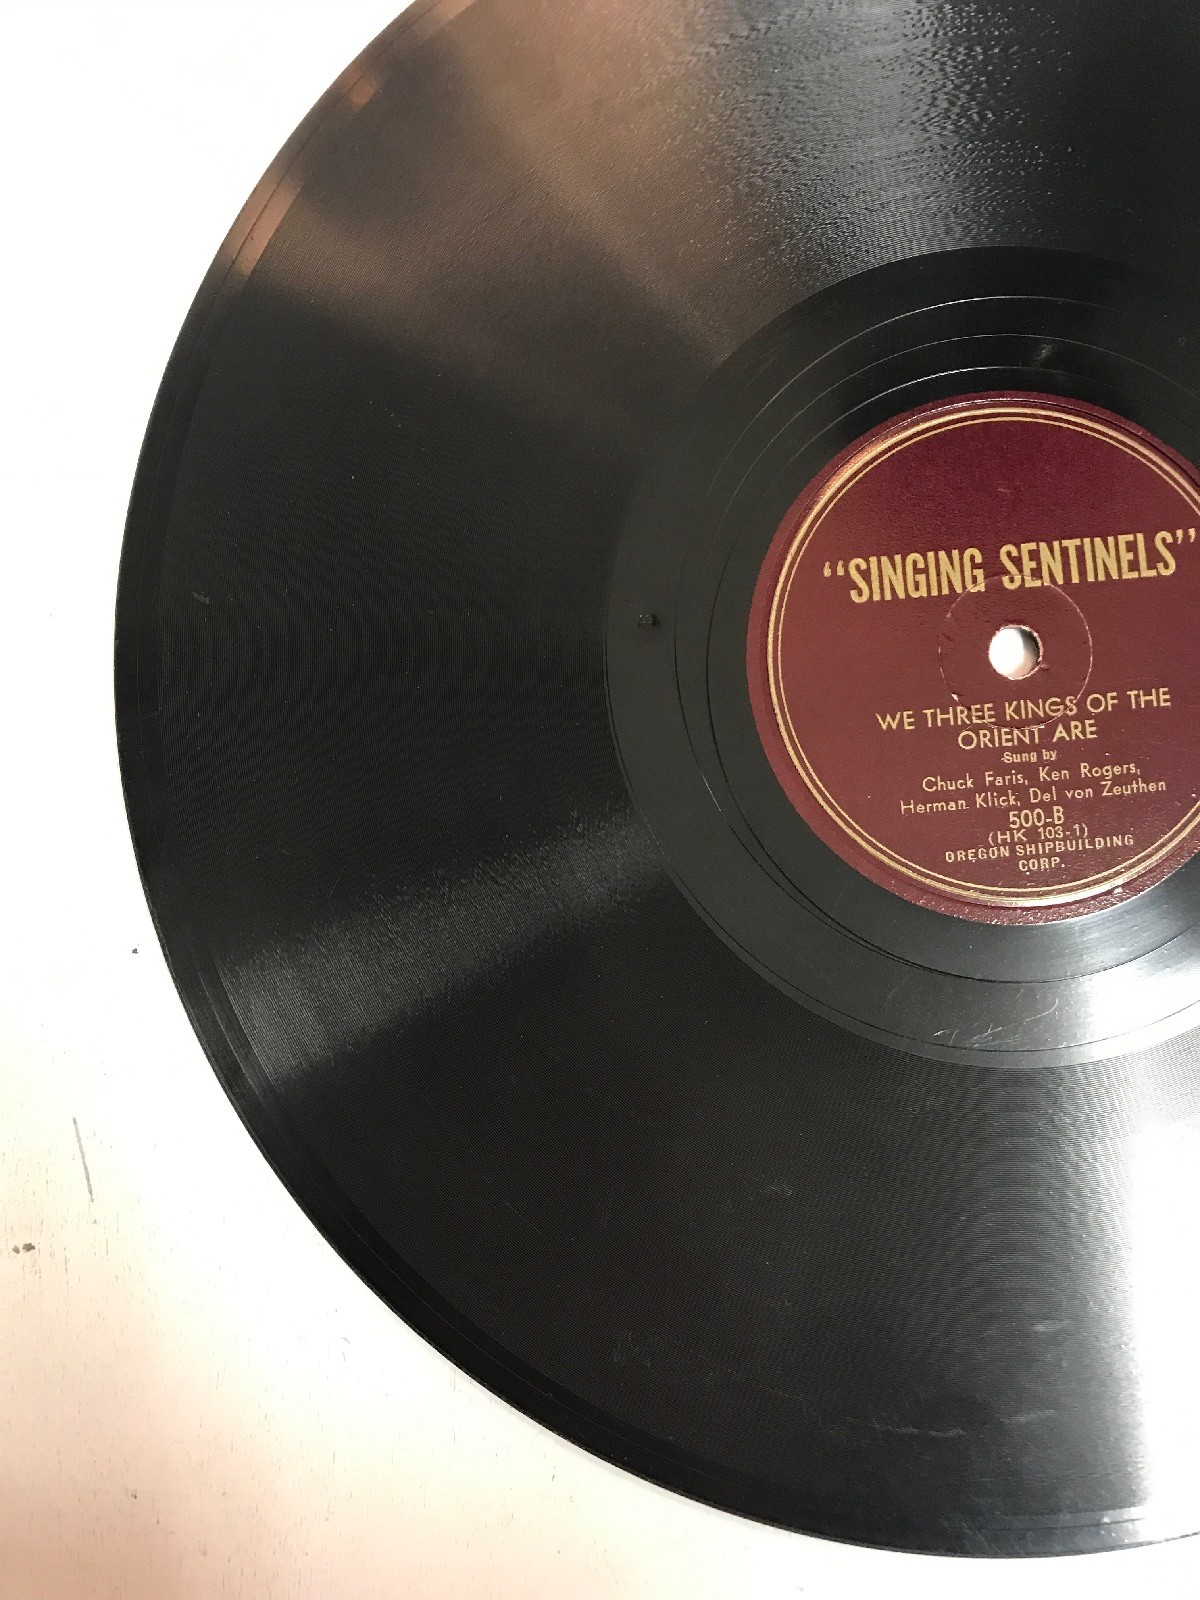 “SINGING SENTINELS”
WE THREE KINGS OF THE
ORIENT ARE
Sung by
Chuck Faris, Ken Rogers,
Herman Klick, Del von Zeuthen
500-B
(HK 103-1)
OREGON SHIPBUILDING
CORP.